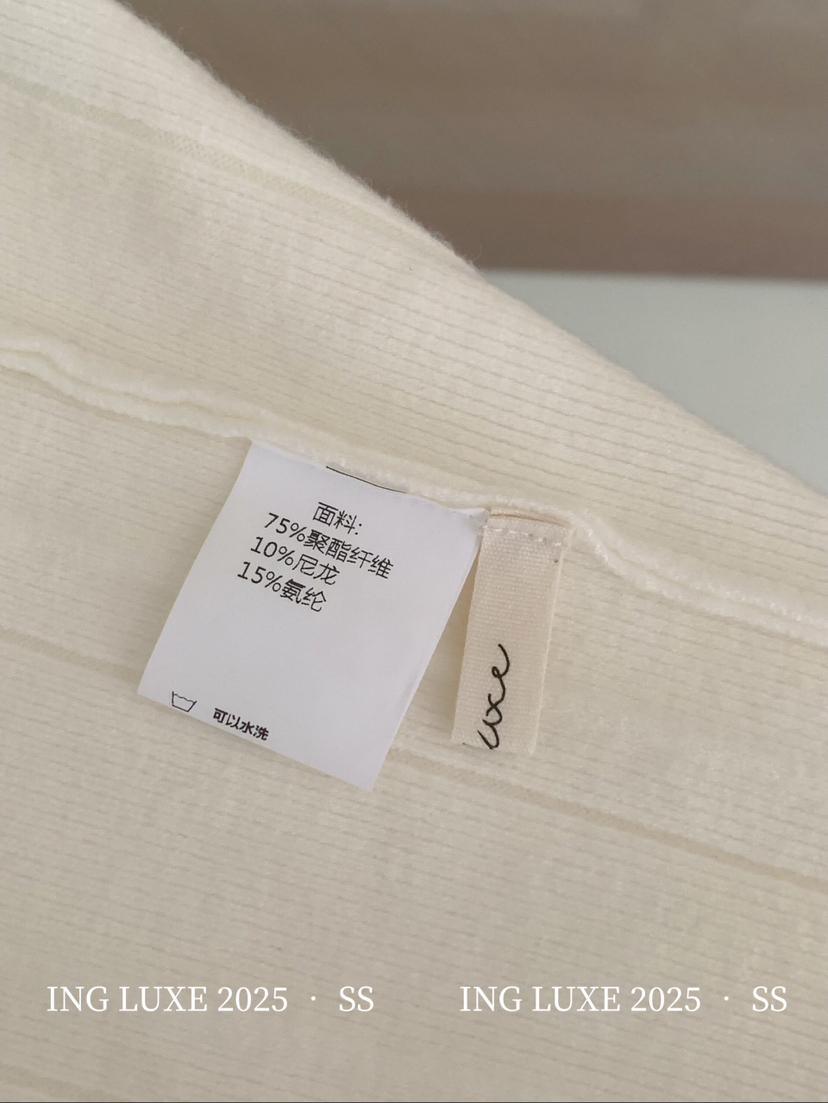 面料:
75%聚酯纤维
10%尼龙
15%氨纶
可以水洗
uxe
ING LUXE 2025 · SS
ING LUXE 2025 · SS